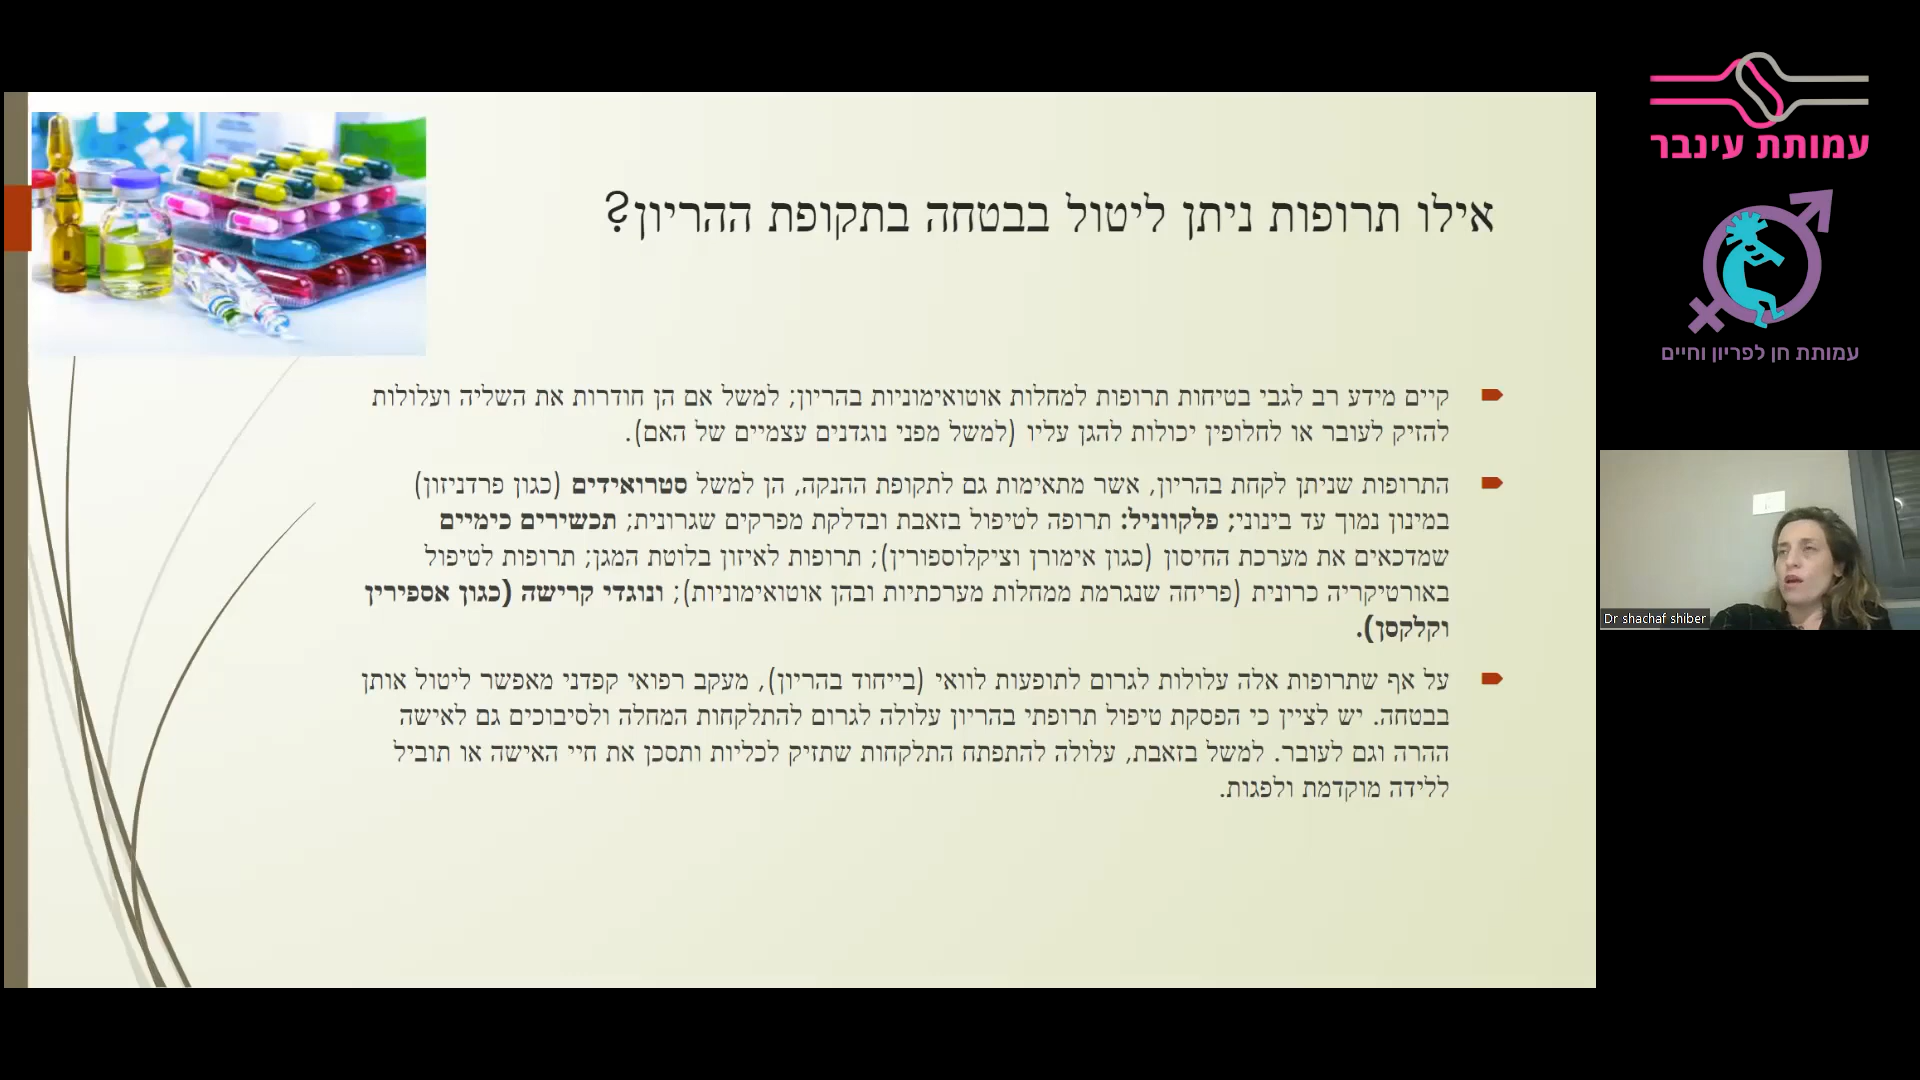 אילו תרופות ניתן ליטול בבטחה בתקופת ההריון?
קיים מידע רב לגבי בטיחות תרופות למחלות אוטואימוניות בהריון; למשל אם הן חודרות את השליה ועלולות
להזיק לעובר או לחלופין יכולות להגן עליו (למשל מפני נוגדנים עצמיים של האם).
התרופות שניתן לקחת בהריון, אשר מתאימות גם לתקופת ההנקה, הן למשל סטרואידים (כגון פרדניזון)
במינון נמוך עד בינוני; פלקווניל: תרופה לטיפול בזאבת ובדלקת מפרקים שגרונית; תכשירים כימיים
שמדכאים את מערכת החיסון (כגון אימורן וציקלוספורין); תרופות לאיזון בלוטת המגן; תרופות לטיפול
באורטיקריה כרונית (פריחה שנגרמת ממחלות מערכתיות ובהן אוטואימוניות); ונוגדי קרישה (כגון אספירין
וקלקסן).
על אף שתרופות אלה עלולות לגרום לתופעות לוואי (בייחוד בהריון), מעקב רפואי קפדני מאפשר ליטול אותן
בבטחה. יש לציין כי הפסקת טיפול תרופתי בהריון עלולה לגרום להתלקחות המחלה ולסיבוכים גם לאישה
ההרה וגם לעובר. למשל בזאבת, עלולה להתפתח התלקחות שתזיק לכליות ותסכן את חיי האישה או תוביל
ללידה מוקדמת ולפגות.
עמותת עינבר
עמותת חן לפריון וחיים
Dr shachaf shiber